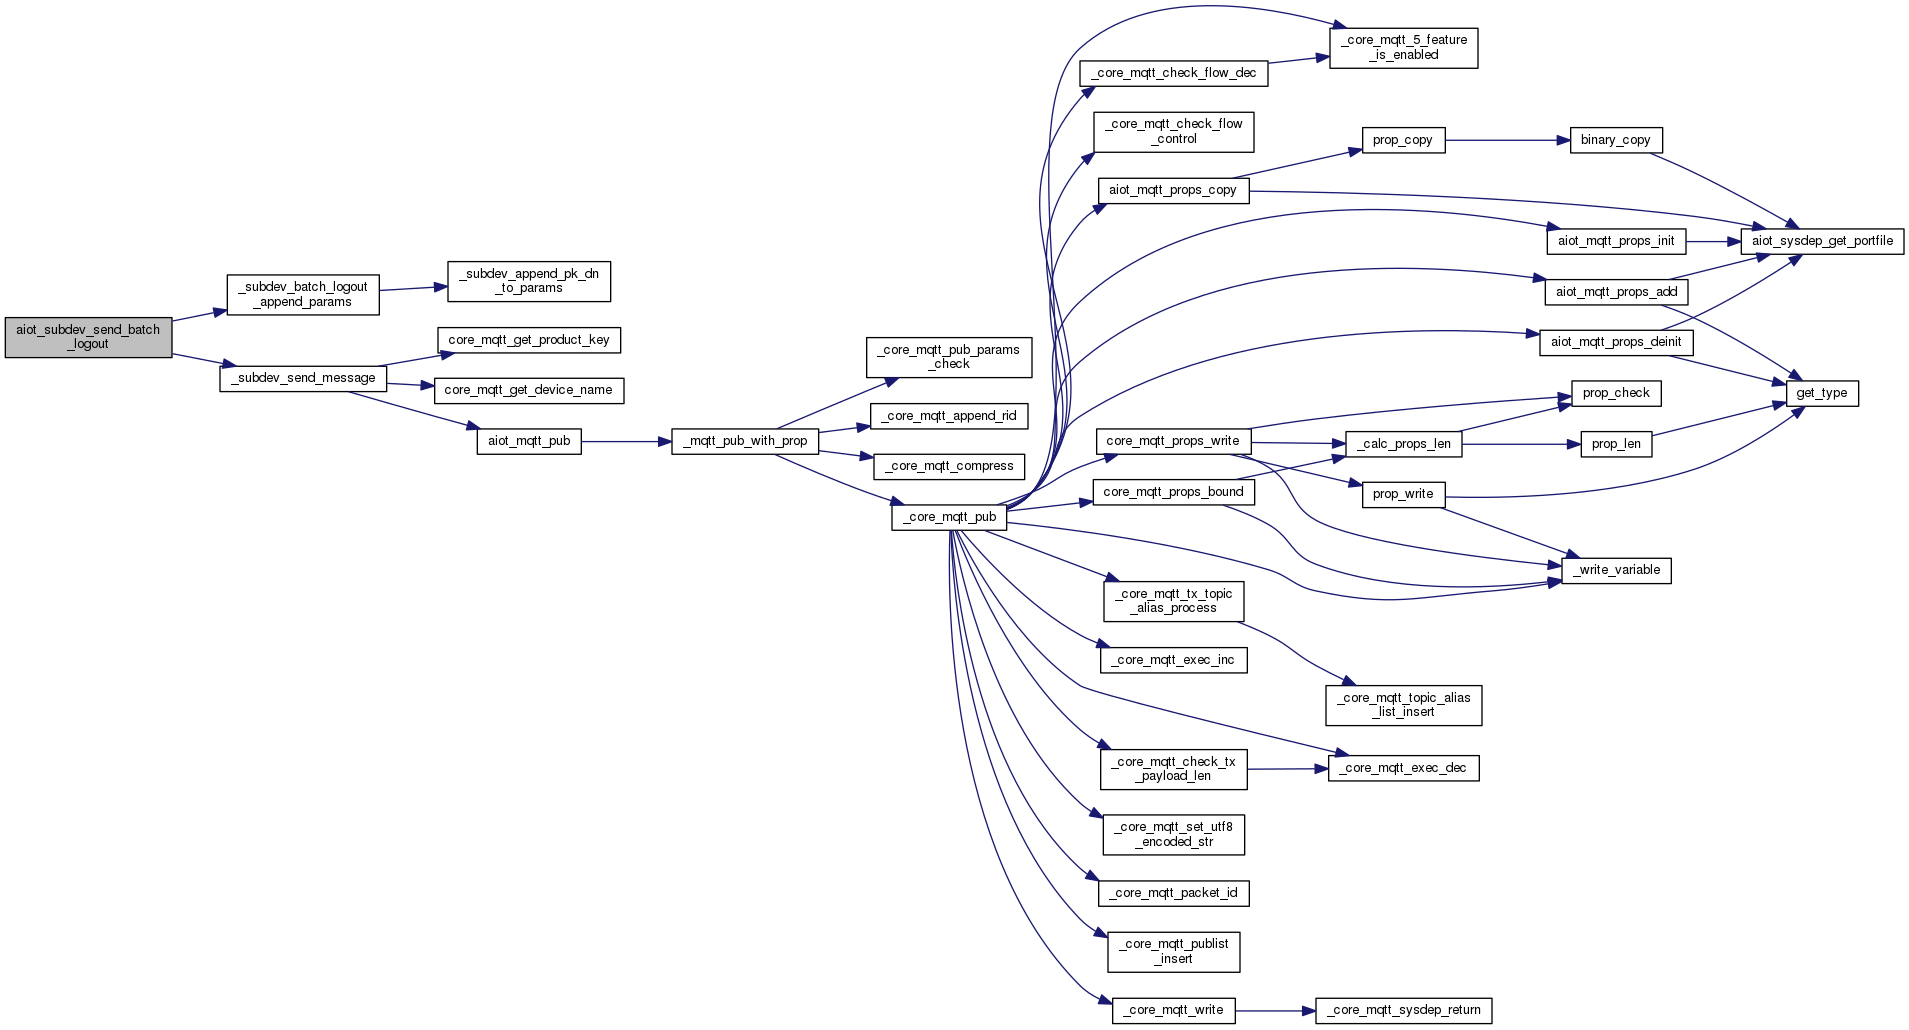 aiot_subdev_send_batch
_logout
_subdev_batch_logout
_append_params
_subdev_send_message
_subdev_append_pk_dn
_to_params
core_mqtt_get_product_key
core_mqtt_get_device_name
aiot_mqtt_pub
_mqtt_pub_with_prop
_core_mqtt_pub_params
_check
_core_mqtt_append_rid
_core_mqtt_compress
_core_mqtt_pub
_core_mqtt_5_feature
_is_enabled
_core_mqtt_check_flow_dec
_core_mqtt_check_flow
_control
aiot_mqtt_props_copy
prop_copy
binary_copy
aiot_mqtt_props_init
aiot_sysdep_get_portfile
aiot_mqtt_props_add
aiot_mqtt_props_deinit
get_type
core_mqtt_props_write
_calc_props_len
prop_check
prop_len
core_mqtt_props_bound
prop_write
_write_variable
_core_mqtt_tx_topic
_alias_process
_core_mqtt_exec_inc
_core_mqtt_topic_alias
_list_insert
_core_mqtt_check_tx
_payload_len
_core_mqtt_exec_dec
_core_mqtt_set_utf8
_encoded_str
_core_mqtt_packet_id
_core_mqtt_publist
_insert
_core_mqtt_write
_core_mqtt_sysdep_return